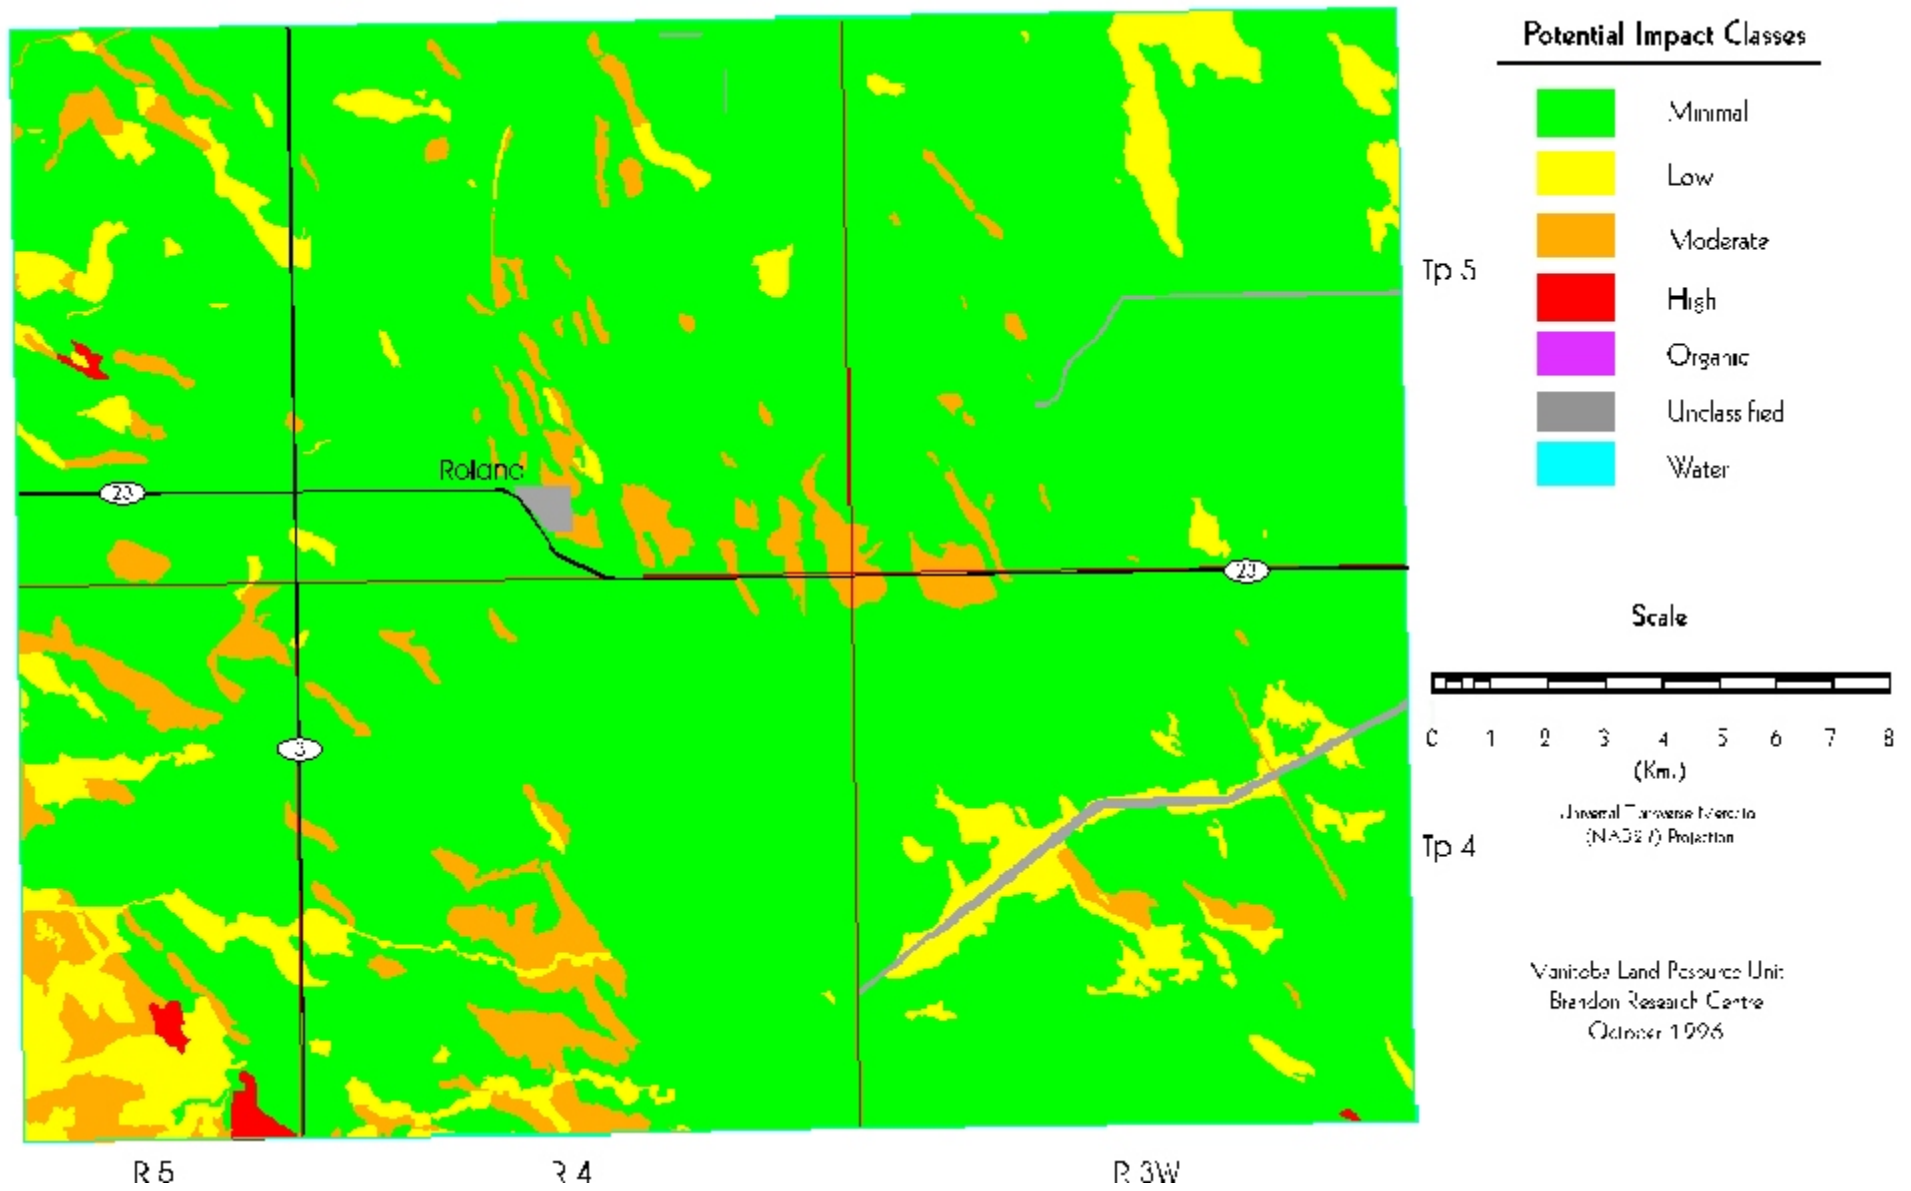 Potential Impact Classes
Minimal
Low
Moderate
High
Organic
Unclassified
Water
Tp 5
Roland
23
23
Scale
3
0 1 2 3 4 5 6 7 8
(Km.)
Universal Transverse Mercator
(NAD27) Projection
Tp 4
Manitoba Land Resource Unit
Brandon Research Centre
October 1996
R 5
R 4
R 3W